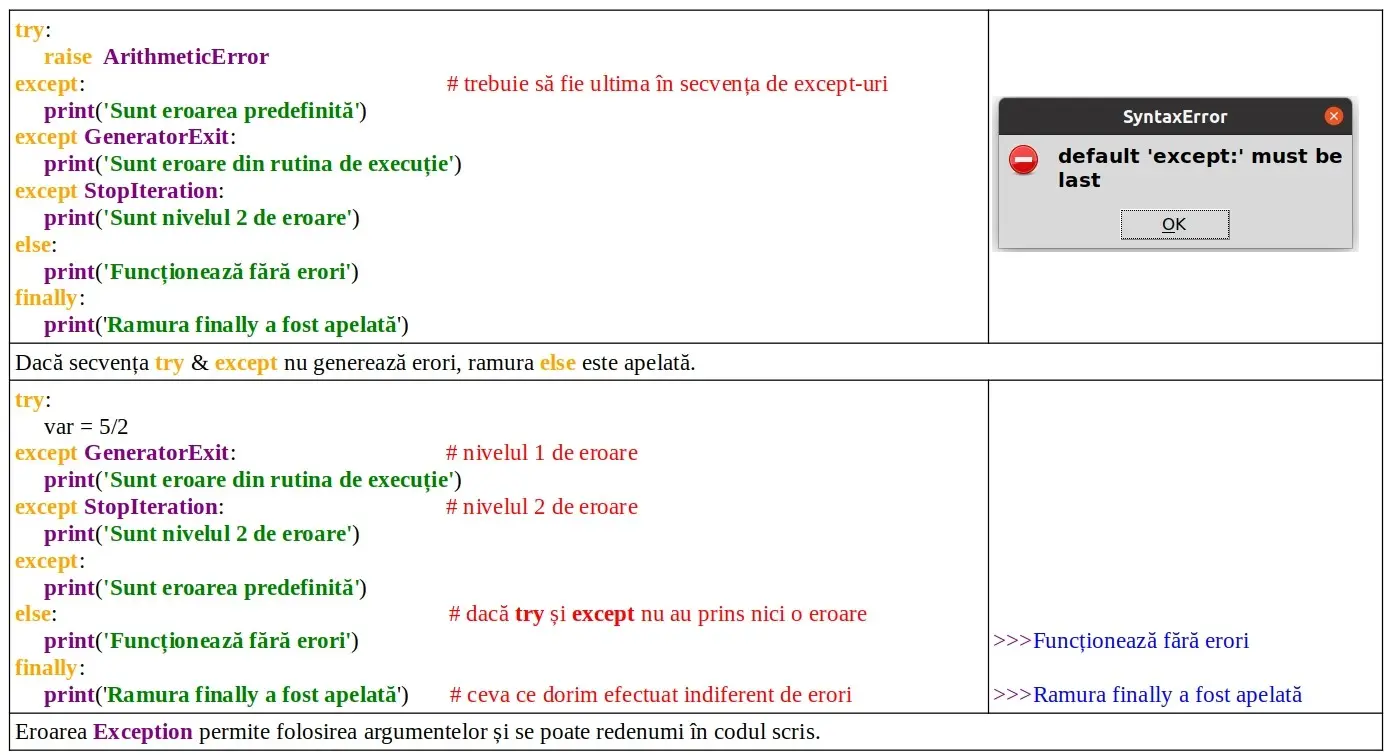 try:
raise ArithmeticError
except: # trebuie să fie ultima în secvența de except-uri
print('Sunt eroarea predefinită')
except GeneratorExit:
print('Sunt eroare din rutina de execuție')
except StopIteration:
print('Sunt nivelul 2 de eroare')
else:
print('Funcționează fără erori')
finally:
print('Ramura finally a fost apelată')
SyntaxError
default 'except:' must be
last
OK
Dacă secvența try & except nu generează erori, ramura else este apelată.
try:
var = 5/2
except GeneratorExit: # nivelul 1 de eroare
print('Sunt eroare din rutina de execuție')
except StopIteration: # nivelul 2 de eroare
print('Sunt nivelul 2 de eroare')
except:
print('Sunt eroarea predefinită')
else: # dacă try și except nu au prins nici o eroare
print('Funcționează fără erori')
finally:
print('Ramura finally a fost apelată') # ceva ce dorim efectuat indiferent de erori
>>>Funcționează fără erori
>>>Ramura finally a fost apelată
Eroarea Exception permite folosirea argumentelor și se poate redenumi în codul scris.